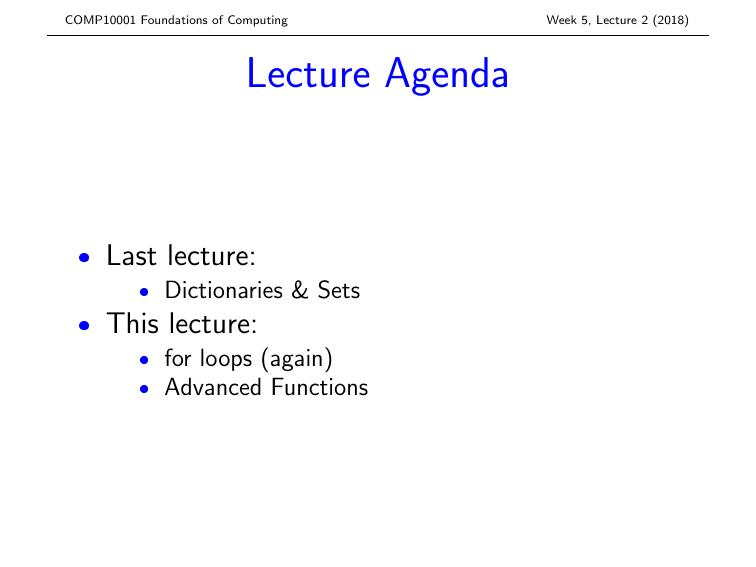 COMP10001 Foundations of Computing Week 5, Lecture 2 (2018)
Lecture Agenda
• Last lecture:
• Dictionaries & Sets
• This lecture:
• for loops (again)
• Advanced Functions